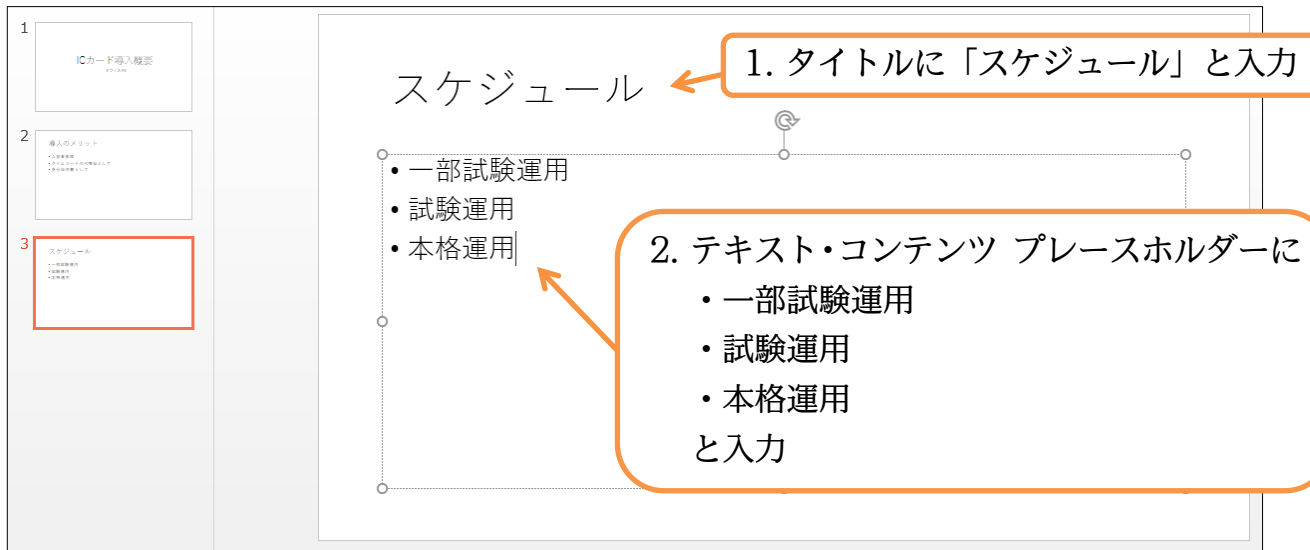 1
ICカード導入概要
2
導入のメリット
3
スケジュール
•一部試験運用
•試験運用
•本格運用
スケジュール
• 一部試験運用
• 試験運用
• 本格運用
1. タイトルに「スケジュール」と入力
2. テキスト・コンテンツ プレースホルダーに
・一部試験運用
・試験運用
・本格運用
と入力